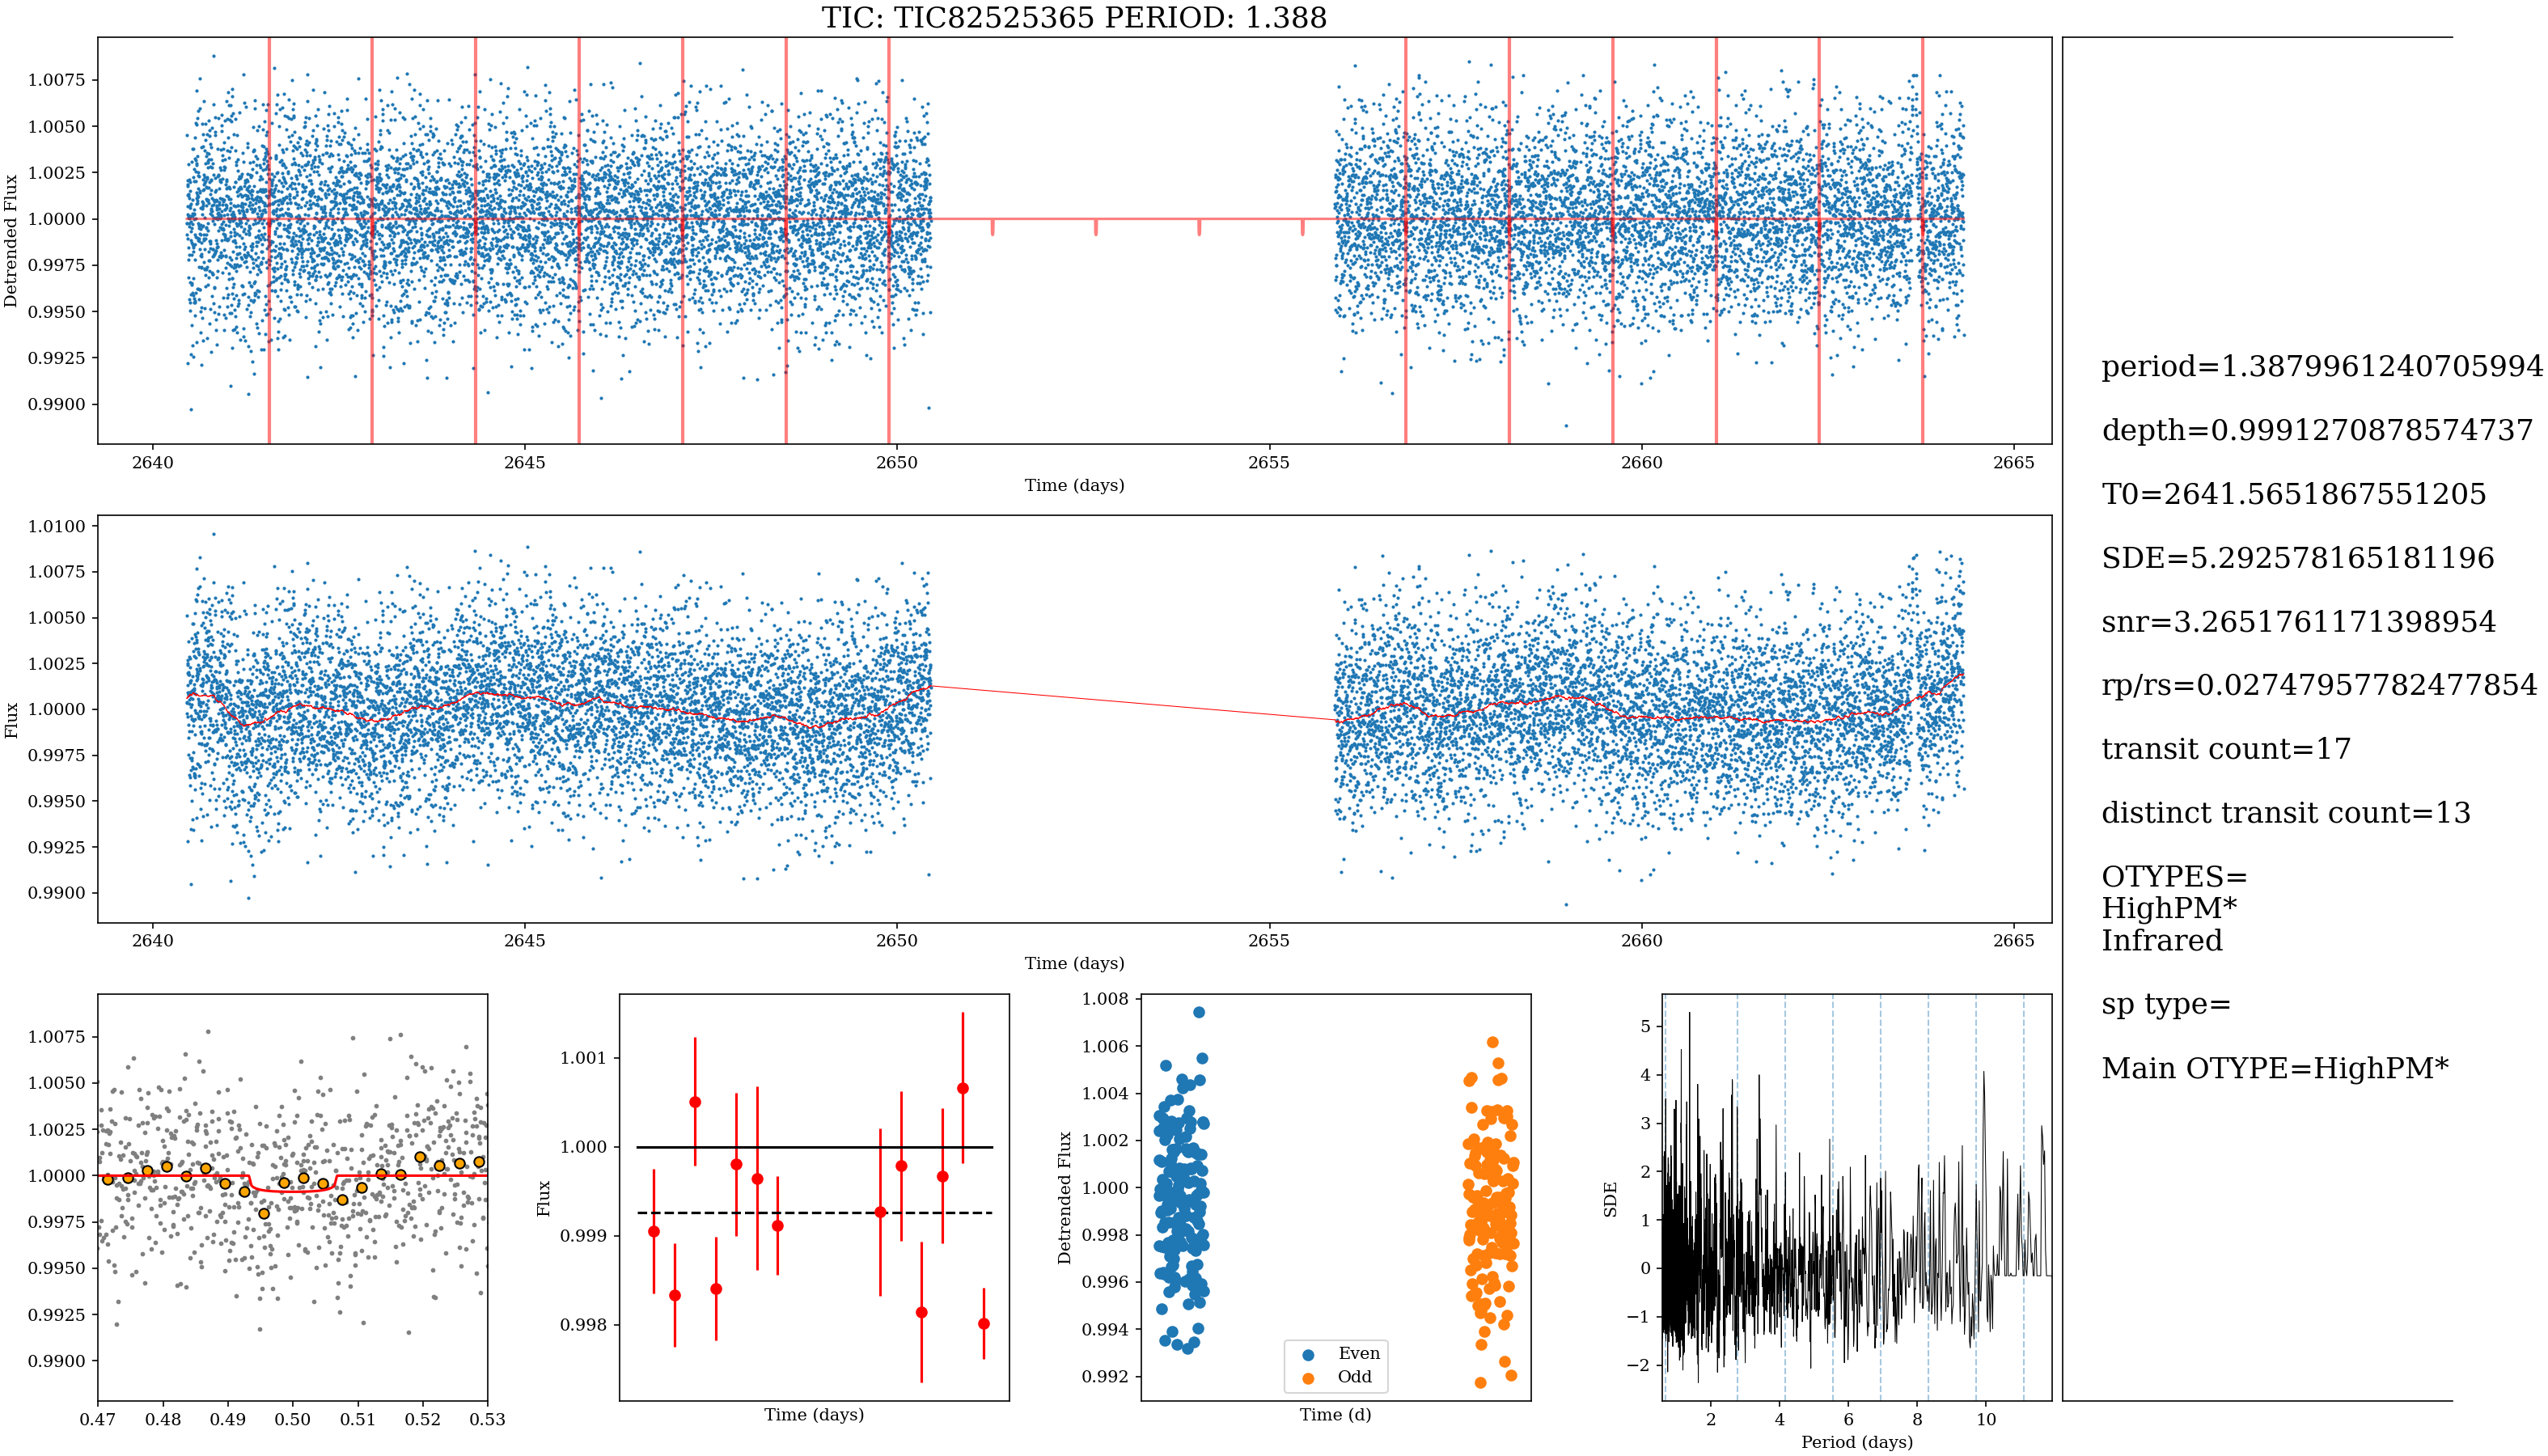 TIC: TIC82525365 PERIOD: 1.388
1.0075
1.0050
1.0025
1.0000
0.9975
0.9950
0.9925
0.9900
Detrended Flux
2640 2645 2650 2655 2660 2665
Time (days)
1.0100
1.0075
1.0050
1.0025
1.0000
0.9975
0.9950
0.9925
0.9900
Flux
2640 2645 2650 2655 2660 2665
Time (days)
1.0075
1.0050
1.0025
1.0000
0.9975
0.9950
0.9925
0.9900
0.47 0.48 0.49 0.50 0.51 0.52 0.53
1.001
1.000
0.999
0.998
Flux
Time (days)
1.008
1.006
1.004
1.002
1.000
0.998
0.996
0.994
0.992
Detrended Flux
Even
Odd
Time (d)
5
4
3
2
1
0
−1
−2
SDE
2 4 6 8 10
Period (days)
period=1.3879961240705994
depth=0.9991270878574737
T0=2641.5651867551205
SDE=5.292578165181196
snr=3.2651761171398954
rp/rs=0.02747957782477854
transit count=17
distinct transit count=13
OTYPES=
HighPM*
Infrared
sp type=
Main OTYPE=HighPM*